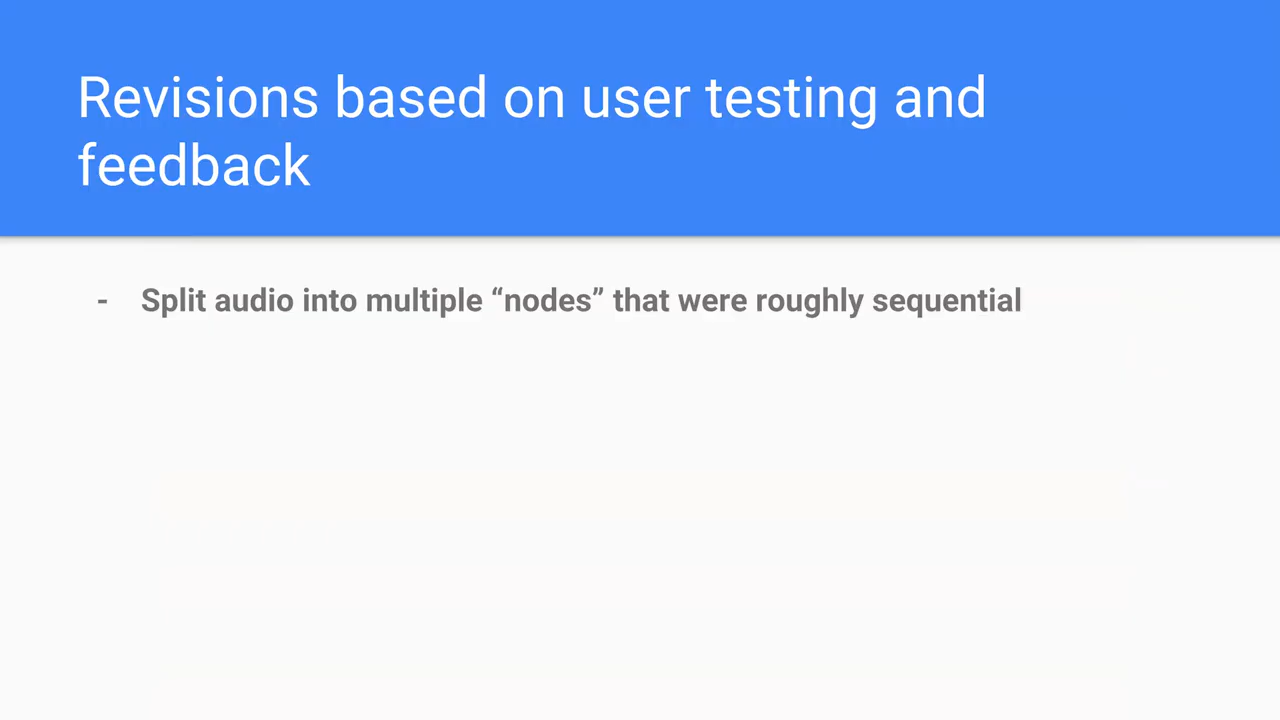 Revisions based on user testing and
feedback
- Split audio into multiple “nodes” that were roughly sequential